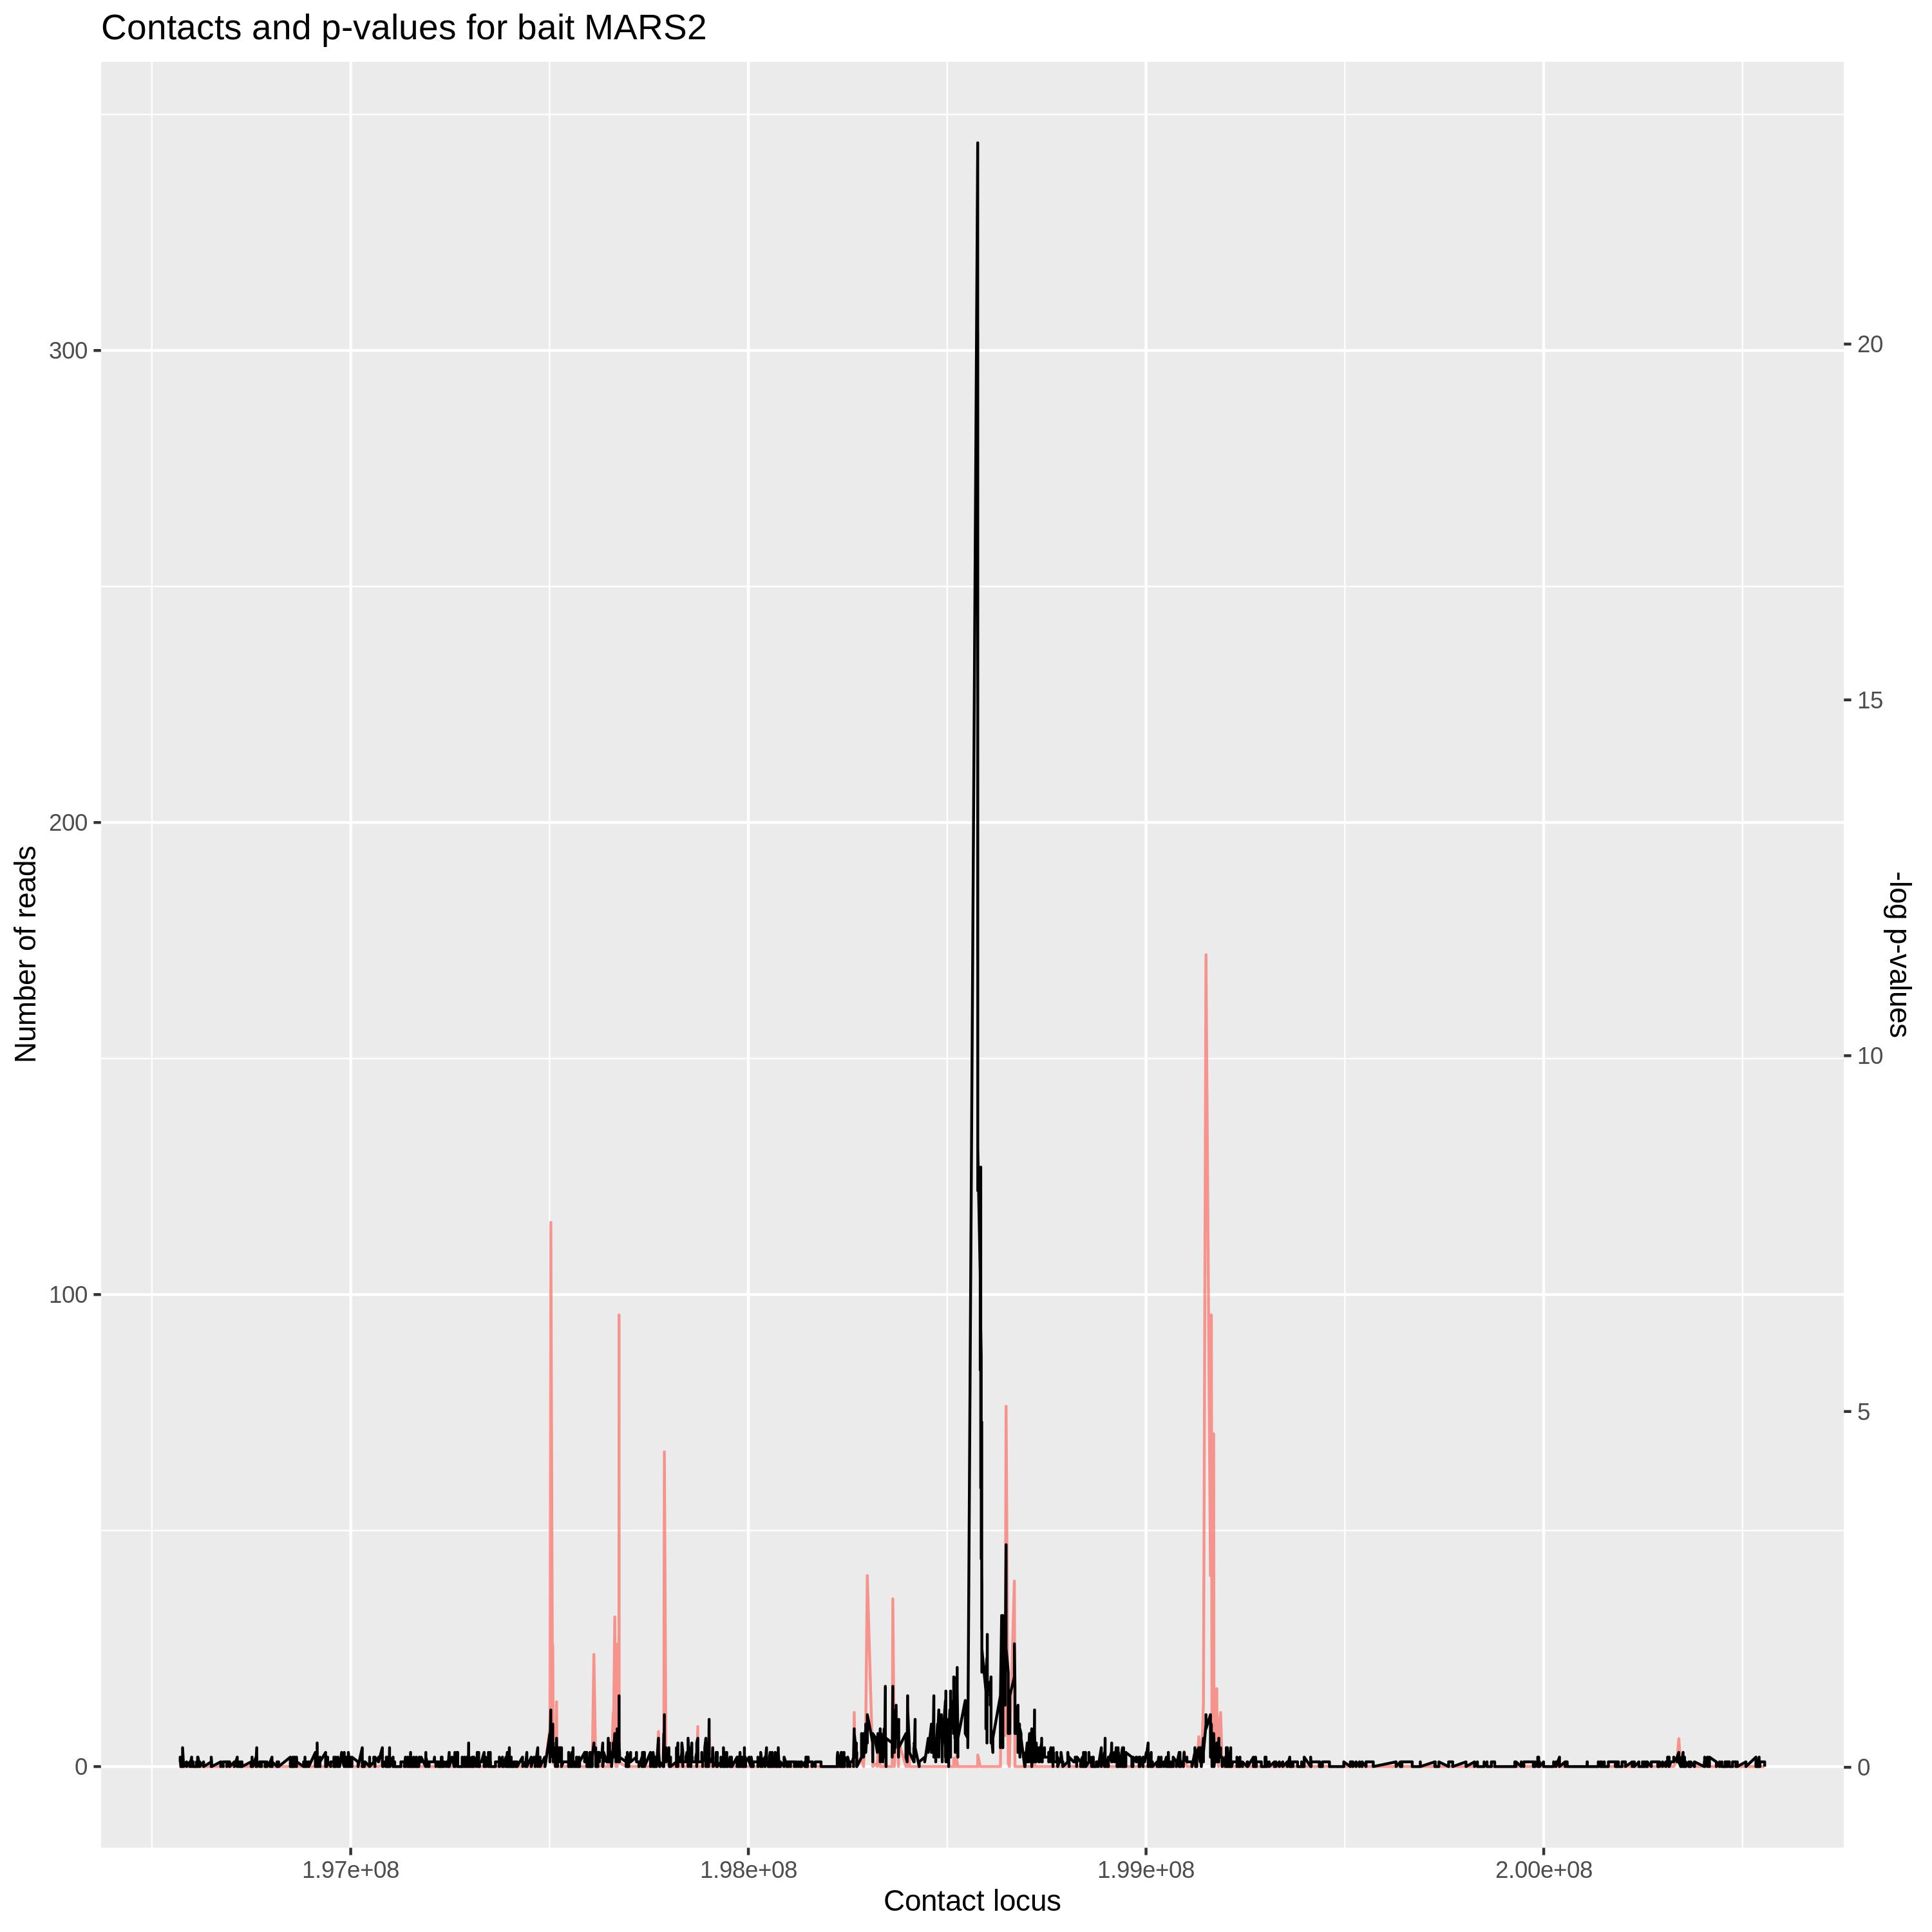 Contacts and p-values for bait MARS2
300
200
100
0
Number of reads
20
15
10
5
0
-log p-values
1.97e+08
1.98e+08
1.99e+08
2.00e+08
Contact locus